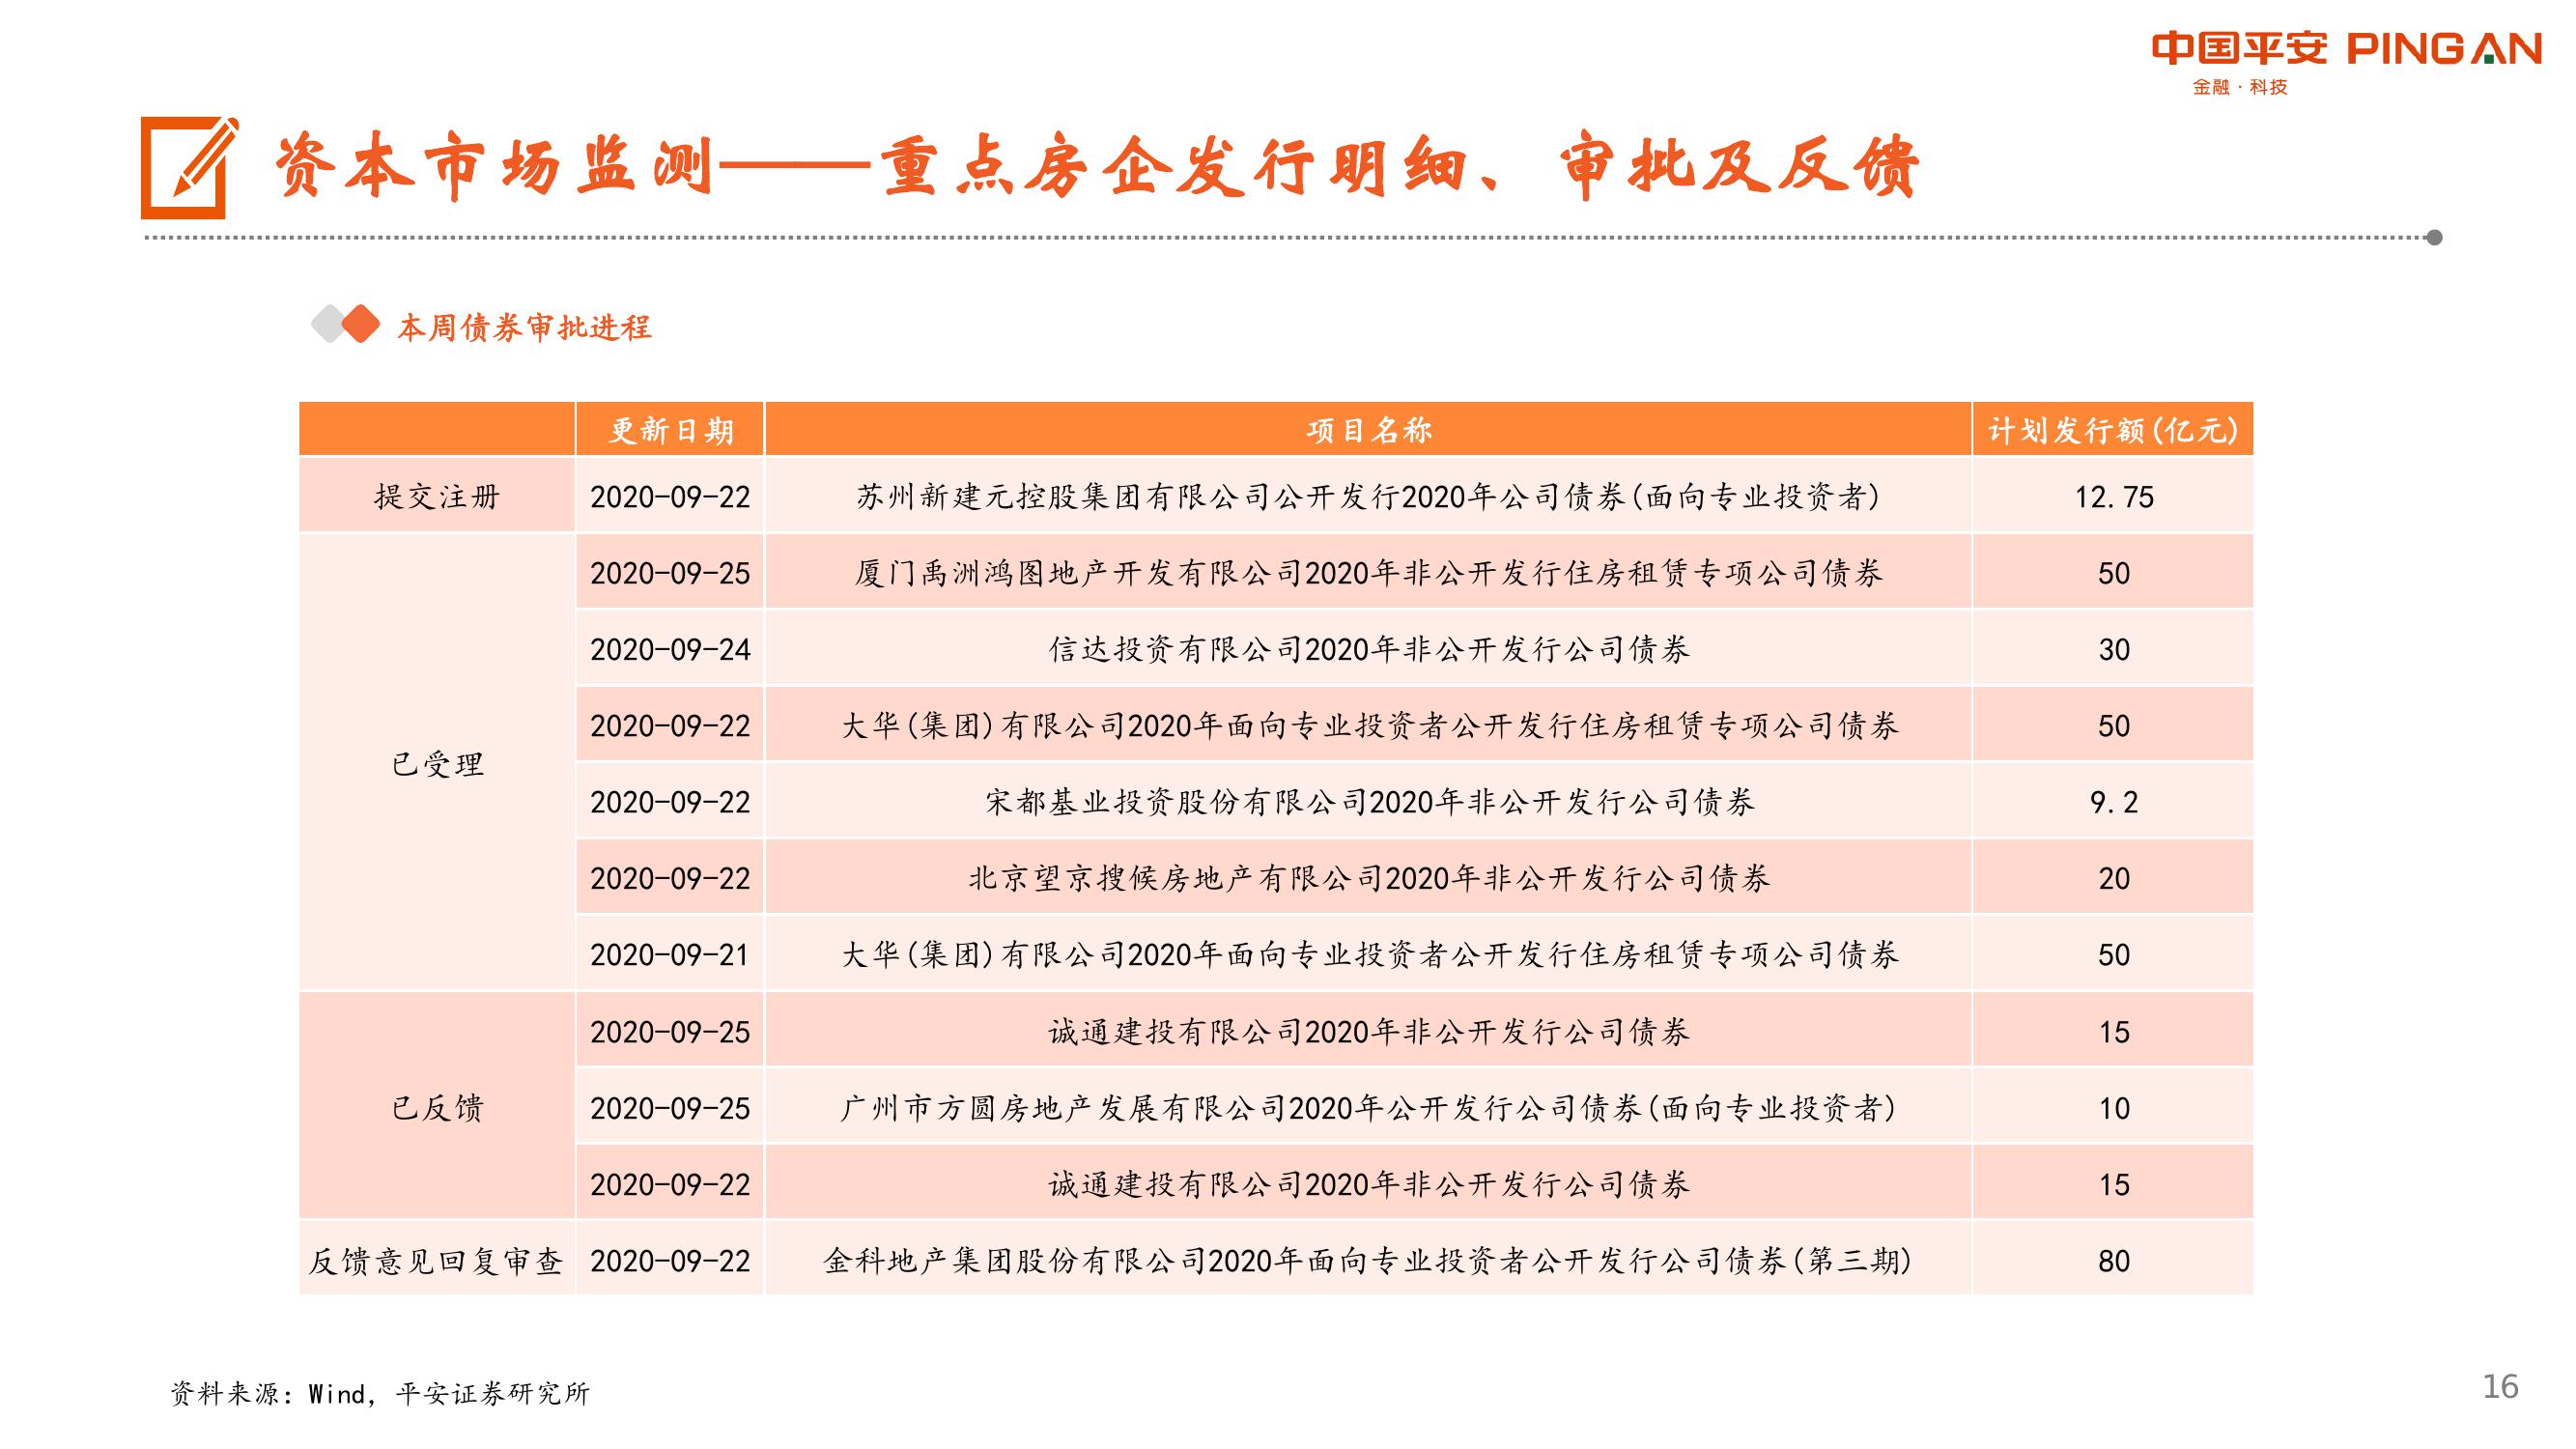 中国平安 PINGAN
金融·科技
资本市场监测——重点房企发行明细、审批及反馈
本周债券审批进程
更新日期 项目名称 计划发行额(亿元)
提交注册 2020-09-22 苏州新建元控股集团有限公司公开发行2020年公司债券(面向专业投资者) 12.75
已受理 2020-09-25 厦门禹洲鸿图地产开发有限公司2020年非公开发行住房租赁专项公司债券 50
2020-09-24 信达投资有限公司2020年非公开发行公司债券 30
2020-09-22 大华(集团)有限公司2020年面向专业投资者公开发行住房租赁专项公司债券 50
2020-09-22 宋都基业投资股份有限公司2020年非公开发行公司债券 9.2
2020-09-22 北京望京搜候房地产有限公司2020年非公开发行公司债券 20
2020-09-21 大华(集团)有限公司2020年面向专业投资者公开发行住房租赁专项公司债券 50
已反馈 2020-09-25 诚通建投有限公司2020年非公开发行公司债券 15
2020-09-25 广州市方圆房地产发展有限公司2020年公开发行公司债券(面向专业投资者) 10
2020-09-22 诚通建投有限公司2020年非公开发行公司债券 15
反馈意见回复审查 2020-09-22 金科地产集团股份有限公司2020年面向专业投资者公开发行公司债券(第三期) 80
资料来源：Wind，平安证券研究所
16